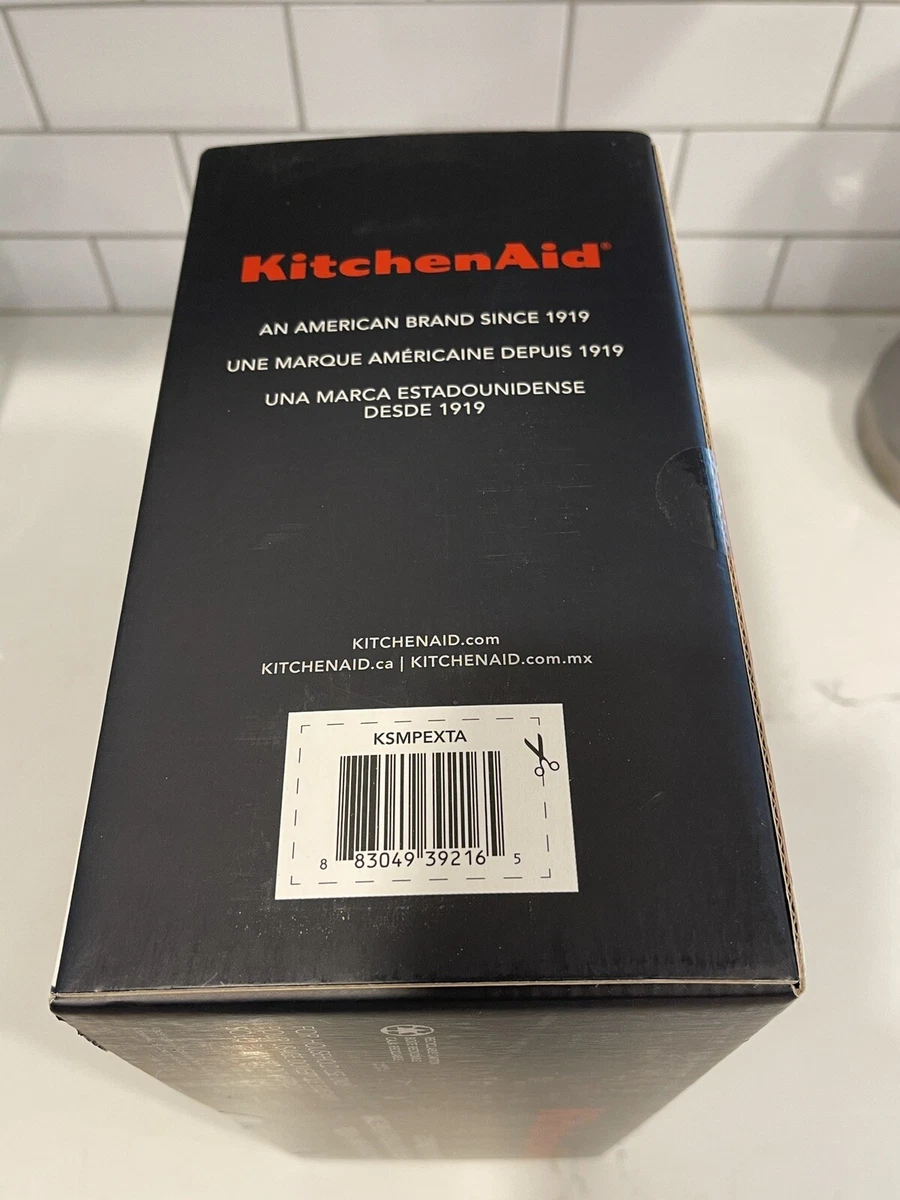 KitchenAid®
AN AMERICAN BRAND SINCE 1919
UNE MARQUE AMÉRICAINE DEPUIS 1919
UNA MARCA ESTADOUNIDENSE
DESDE 1919
KITCHENAID.com
KITCHENAID.ca | KITCHENAID.com.mx
KSMPEXTA
8 83049 39216 5